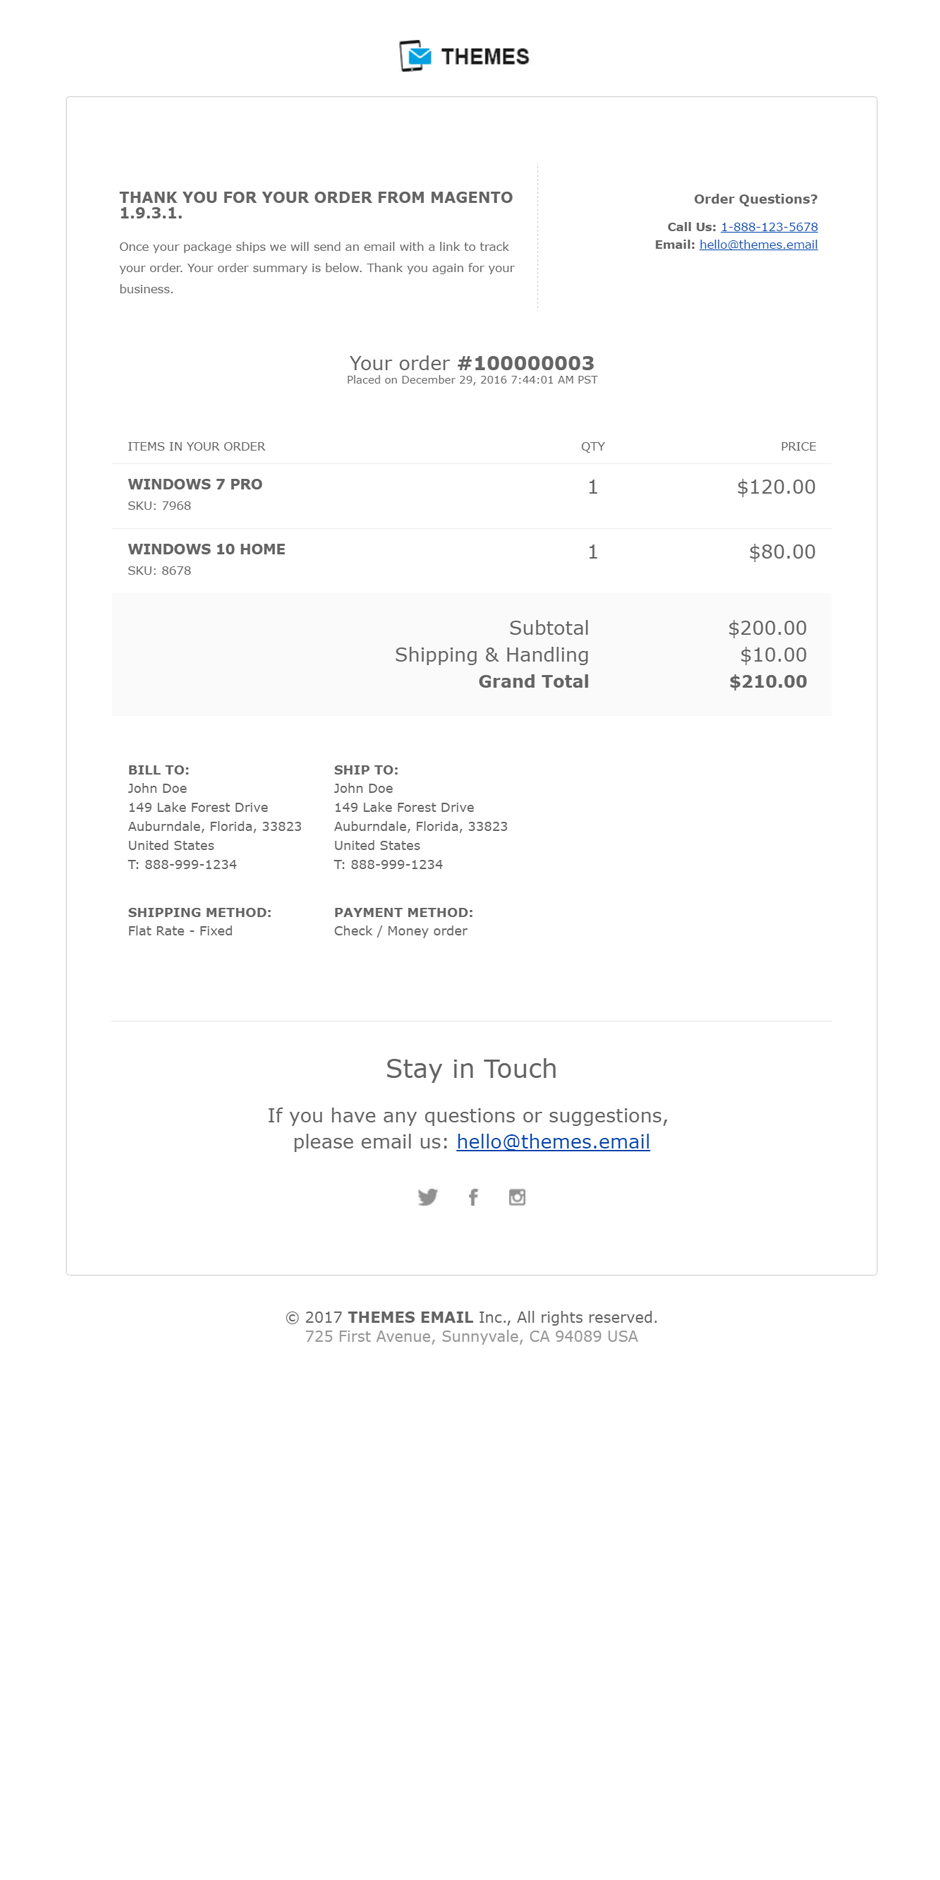 THEMES
THANK YOU FOR YOUR ORDER FROM MAGENTO
1.9.3.1.
Once your package ships we will send an email with a link to track
your order. Your order summary is below. Thank you again for your
business.
Order Questions?
Call Us: 1-888-123-5678
Email: hello@themes.email
Your order #100000003
Placed on December 29, 2016 7:44:01 AM PST
ITEMS IN YOUR ORDER QTY PRICE
WINDOWS 7 PRO 1 $120.00
SKU: 7968
WINDOWS 10 HOME 1 $80.00
SKU: 8678
Subtotal $200.00
Shipping & Handling $10.00
Grand Total $210.00
BILL TO:
John Doe
149 Lake Forest Drive
Auburndale, Florida, 33823
United States
T: 888-999-1234
SHIP TO:
John Doe
149 Lake Forest Drive
Auburndale, Florida, 33823
United States
T: 888-999-1234
SHIPPING METHOD:
Flat Rate - Fixed
PAYMENT METHOD:
Check / Money order
Stay in Touch
If you have any questions or suggestions,
please email us: hello@themes.email
© 2017 THEMES EMAIL Inc., All rights reserved.
725 First Avenue, Sunnyvale, CA 94089 USA